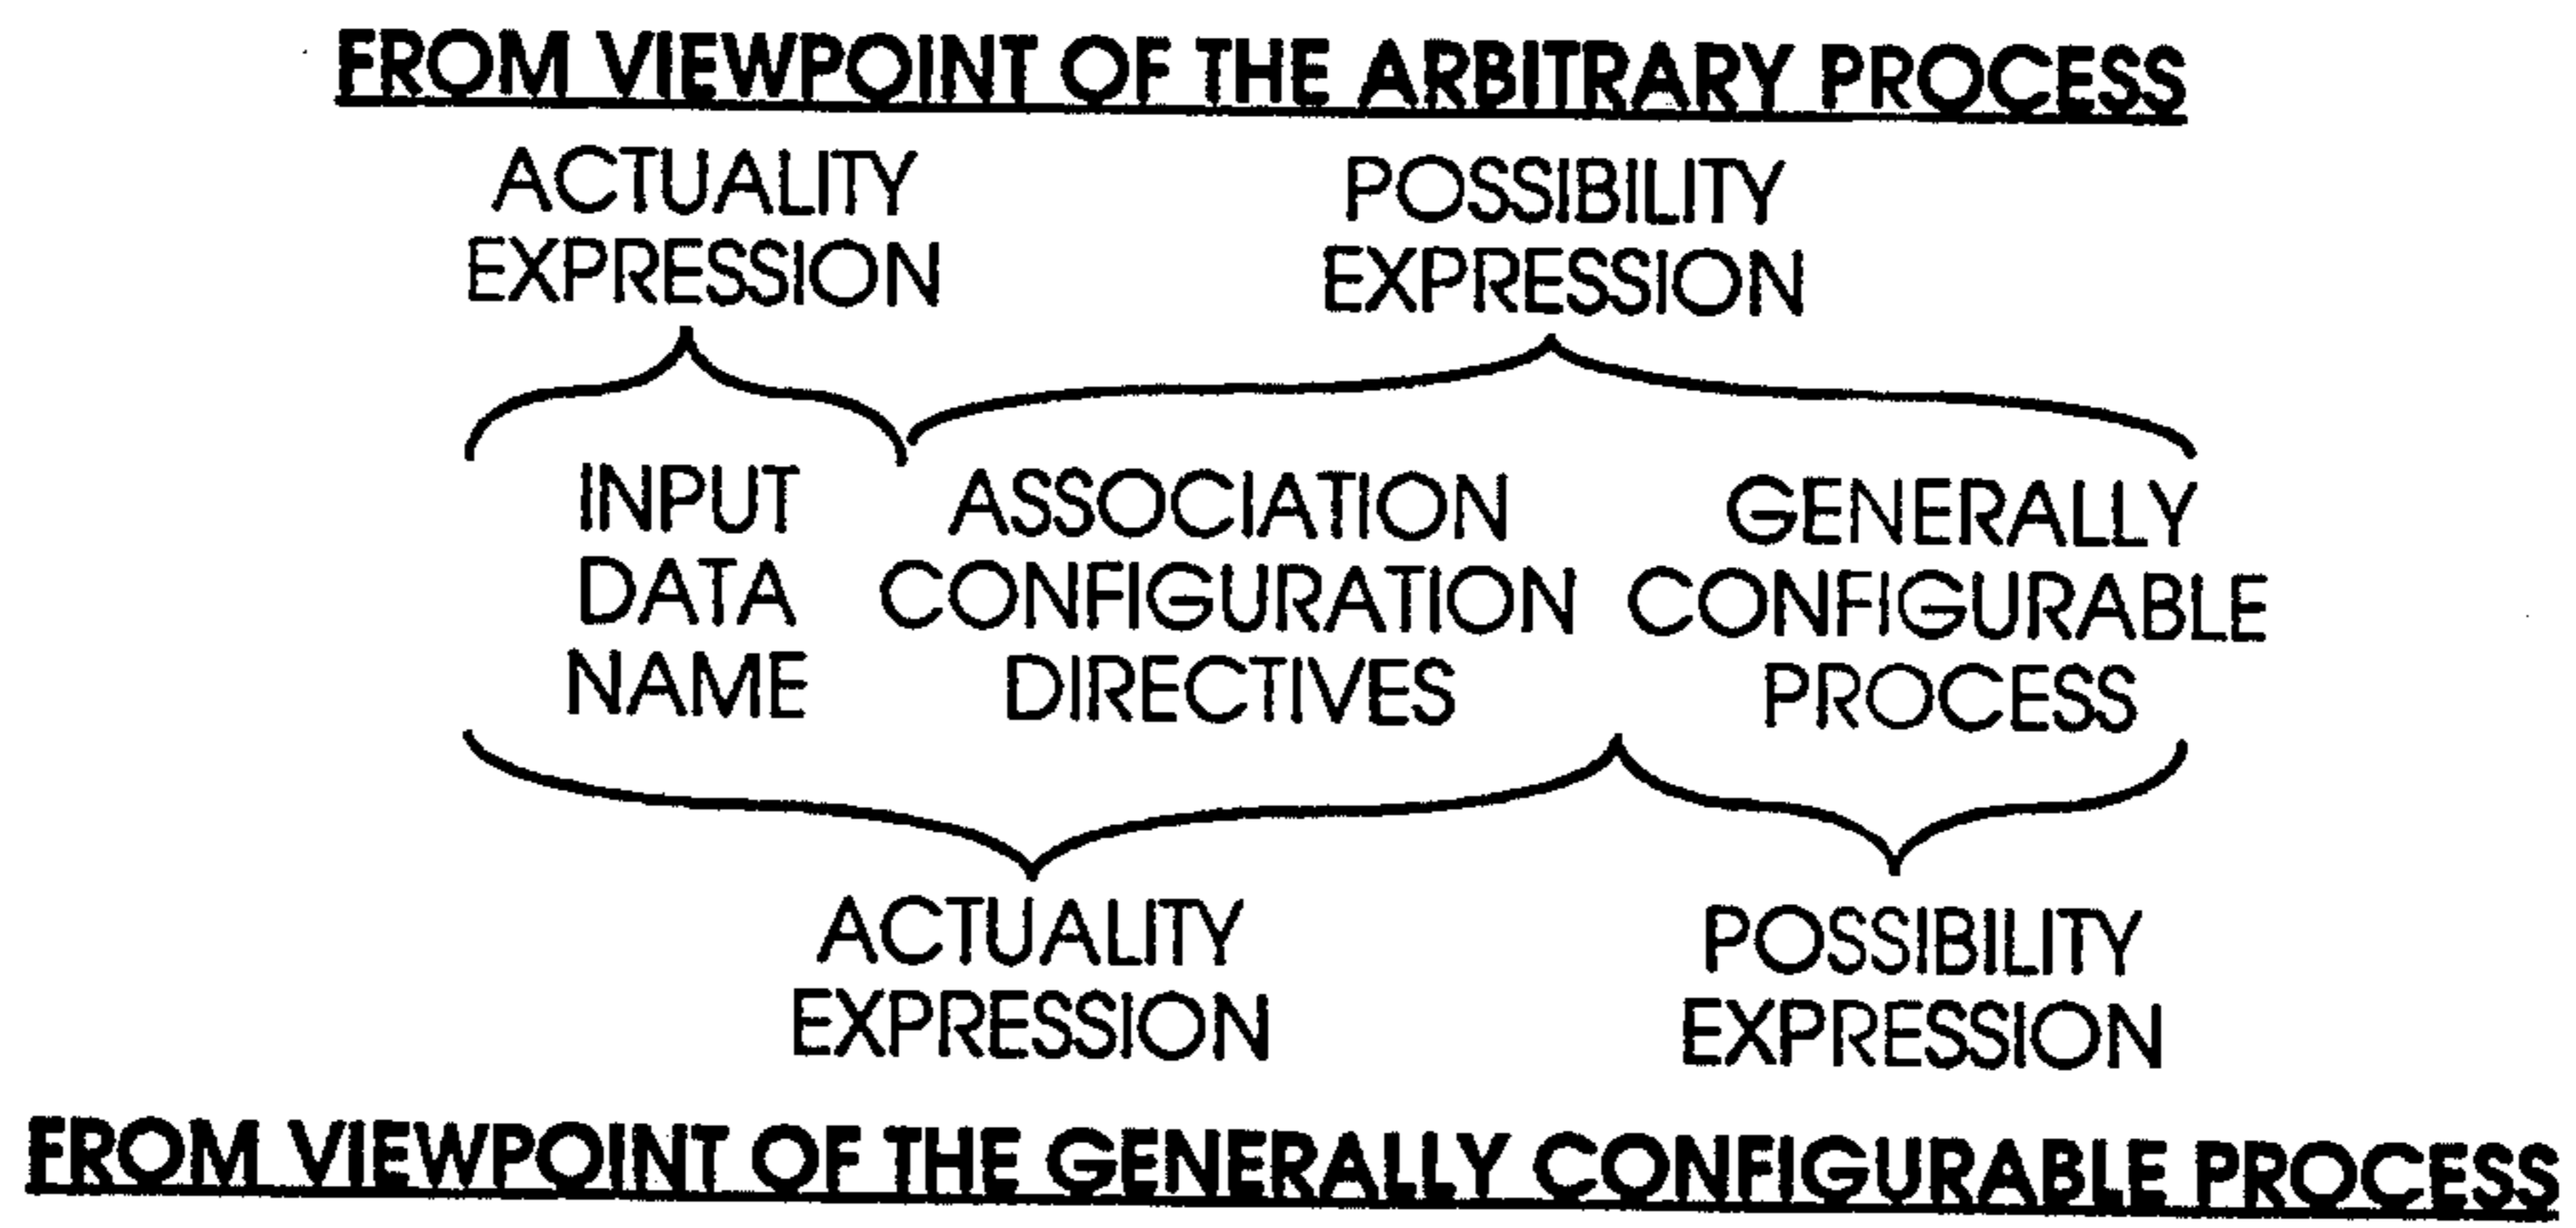 FROM VIEWPOINT OF THE ARBITRARY PROCESS
ACTUALITY EXPRESSION
POSSIBILITY EXPRESSION
INPUT DATA NAME
ASSOCIATION CONFIGURATION DIRECTIVES
GENERALLY CONFIGURABLE PROCESS
ACTUALITY EXPRESSION
POSSIBILITY EXPRESSION
FROM VIEWPOINT OF THE GENERALLY CONFIGURABLE PROCESS